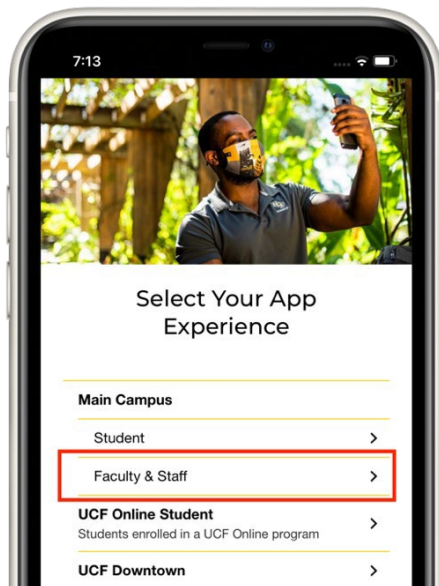 7:13
Select Your App
Experience
Main Campus
Student
Faculty & Staff
UCF Online Student
Students enrolled in a UCF Online program
UCF Downtown